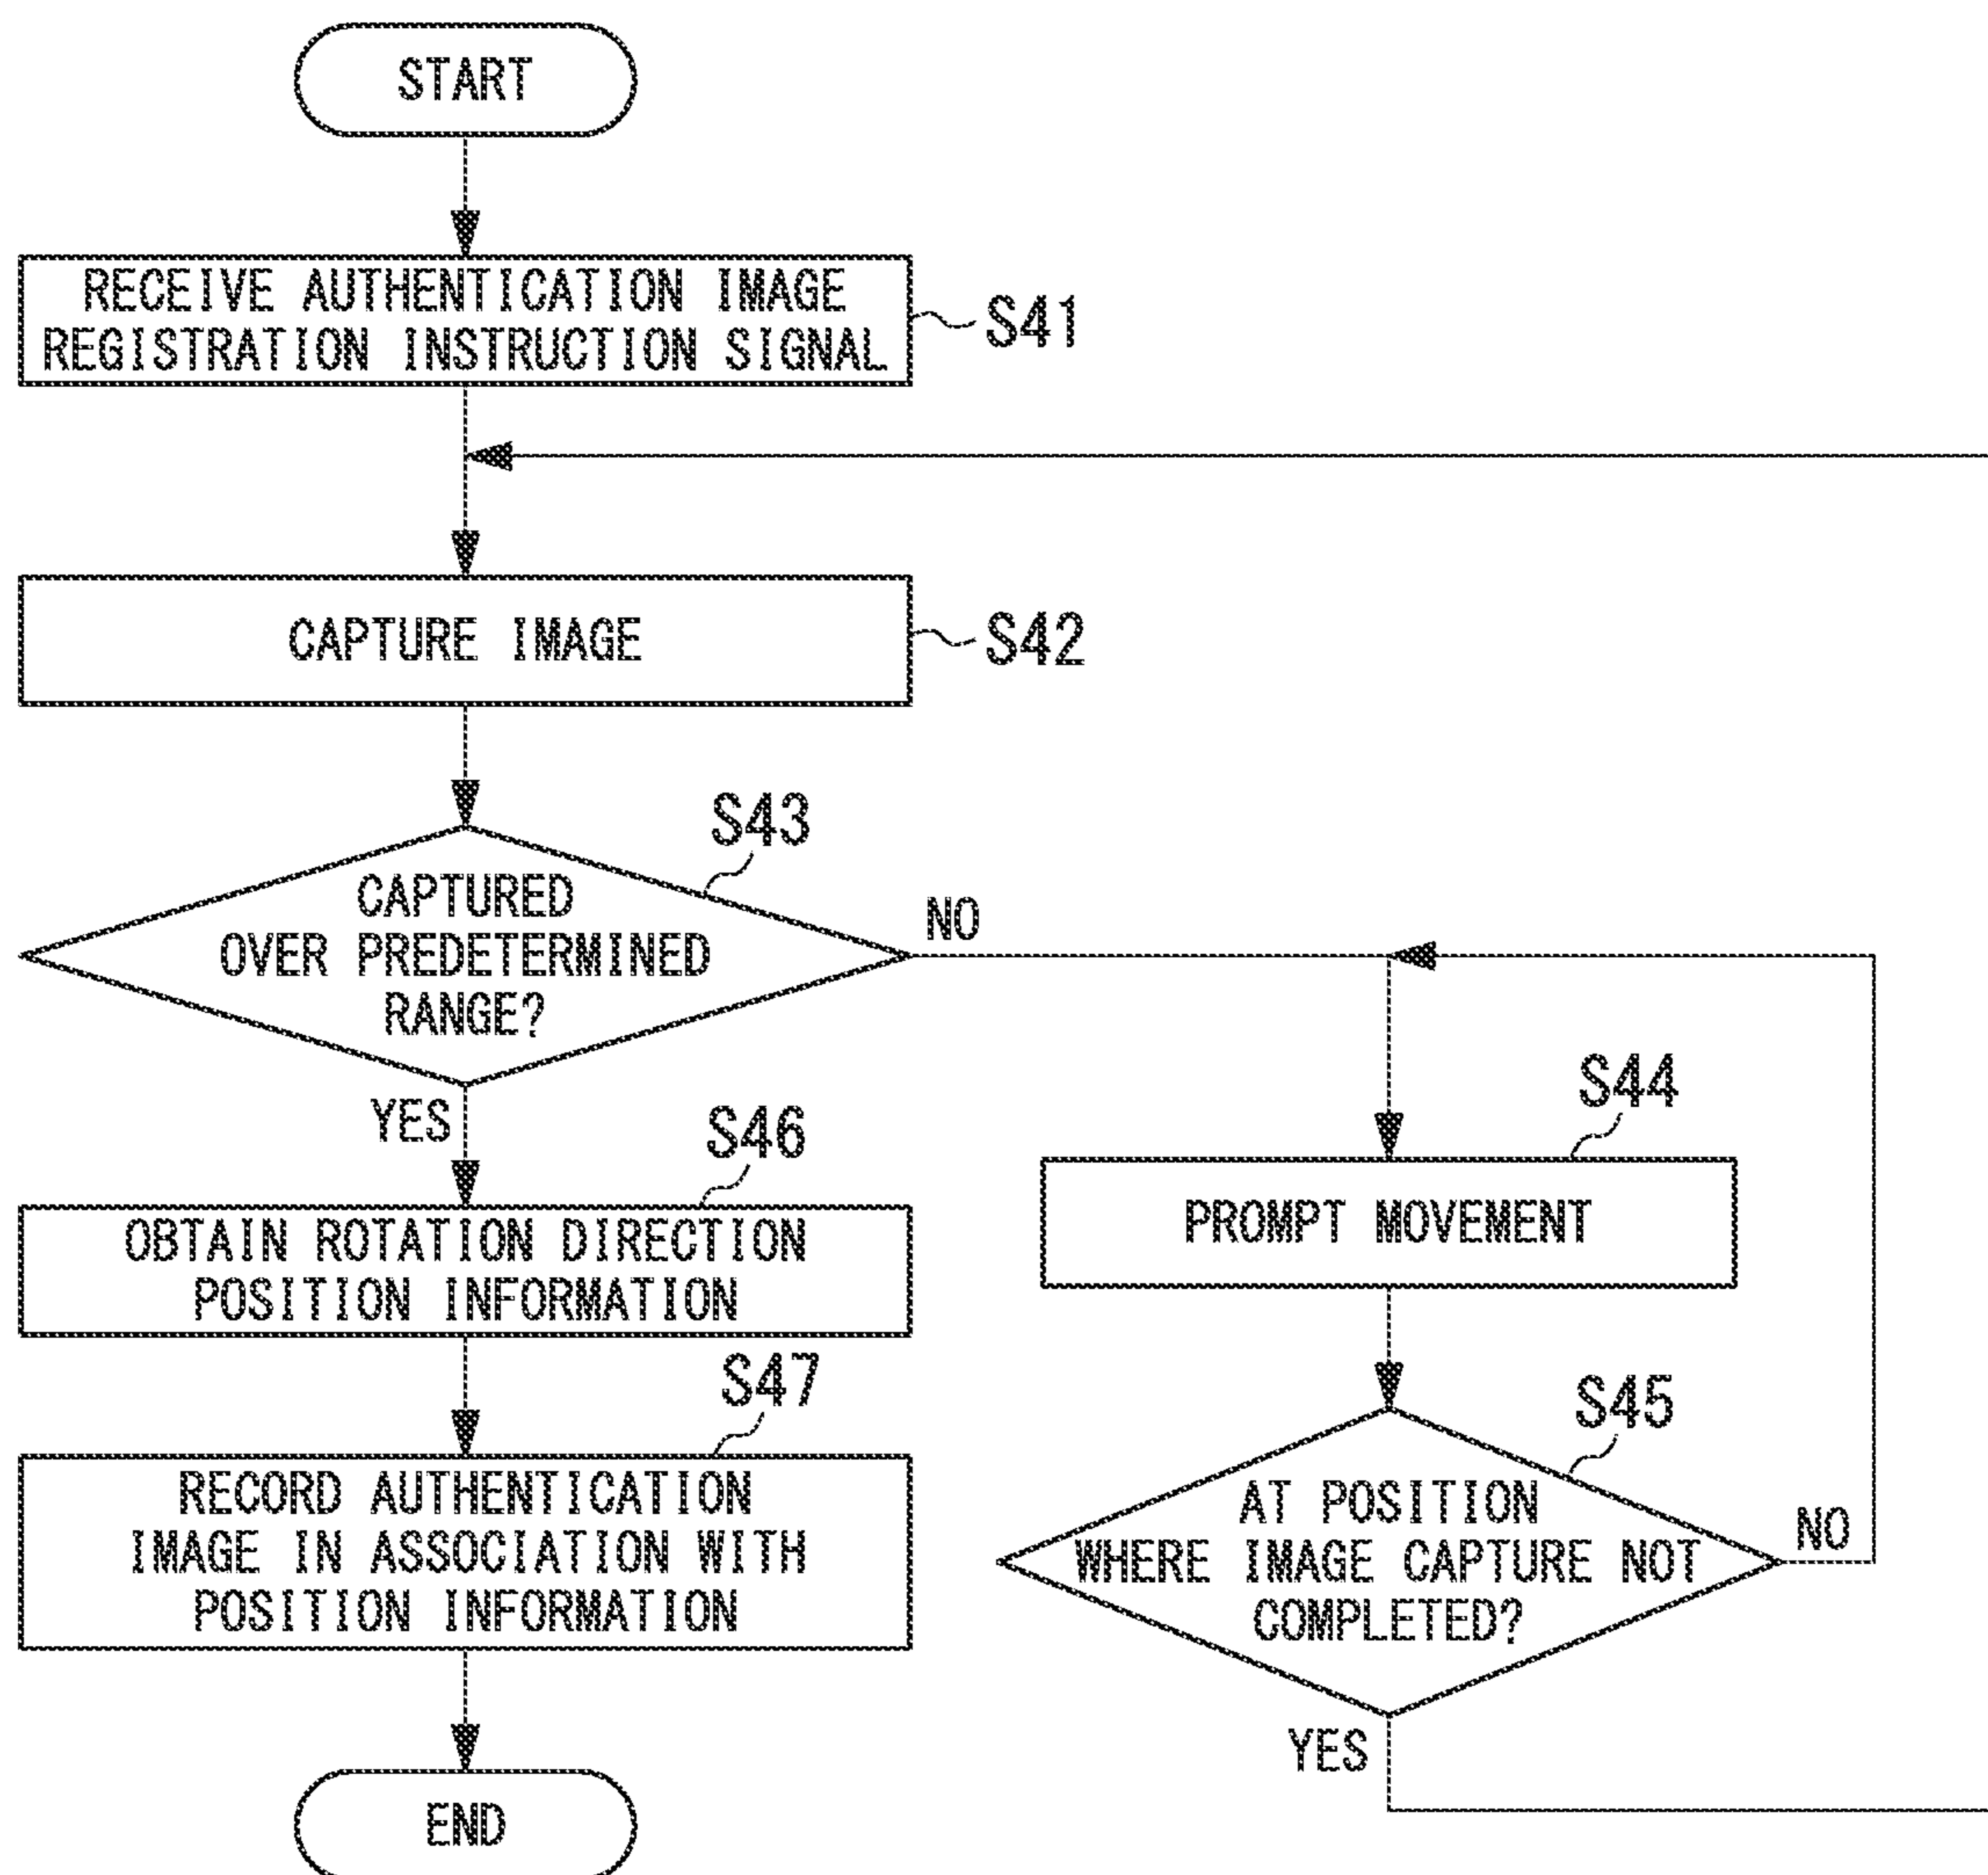 START
RECEIVE AUTHENTICATION IMAGE
REGISTRATION INSTRUCTION SIGNAL
S41
CAPTURE IMAGE
S42
S43
CAPTURED
OVER PREDETERMINED
RANGE?
NO
YES
S44
PROMPT MOVEMENT
S45
AT POSITION
WHERE IMAGE CAPTURE NOT
COMPLETED?
NO
YES
S46
OBTAIN ROTATION DIRECTION
POSITION INFORMATION
S47
RECORD AUTHENTICATION
IMAGE IN ASSOCIATION WITH
POSITION INFORMATION
END